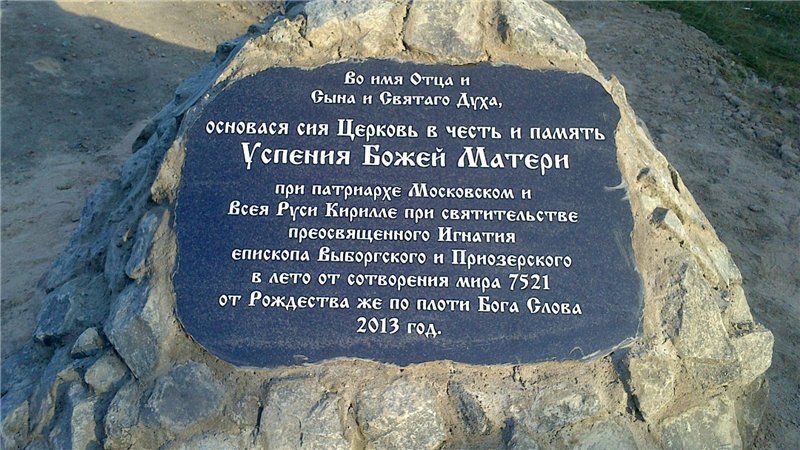 Во имя Отца и
Сына и Святаго Духа,
основася сия Церковь в честь и память
Успения Божей Матери
при патриархе Московском и
Всея Руси Кирилле при святительстве
преосвященного Игнатия
епископа Выборгского и Приозерского
в лето от сотворения мира 7521
от Рождества же по плоти Бога Слова
2013 год.